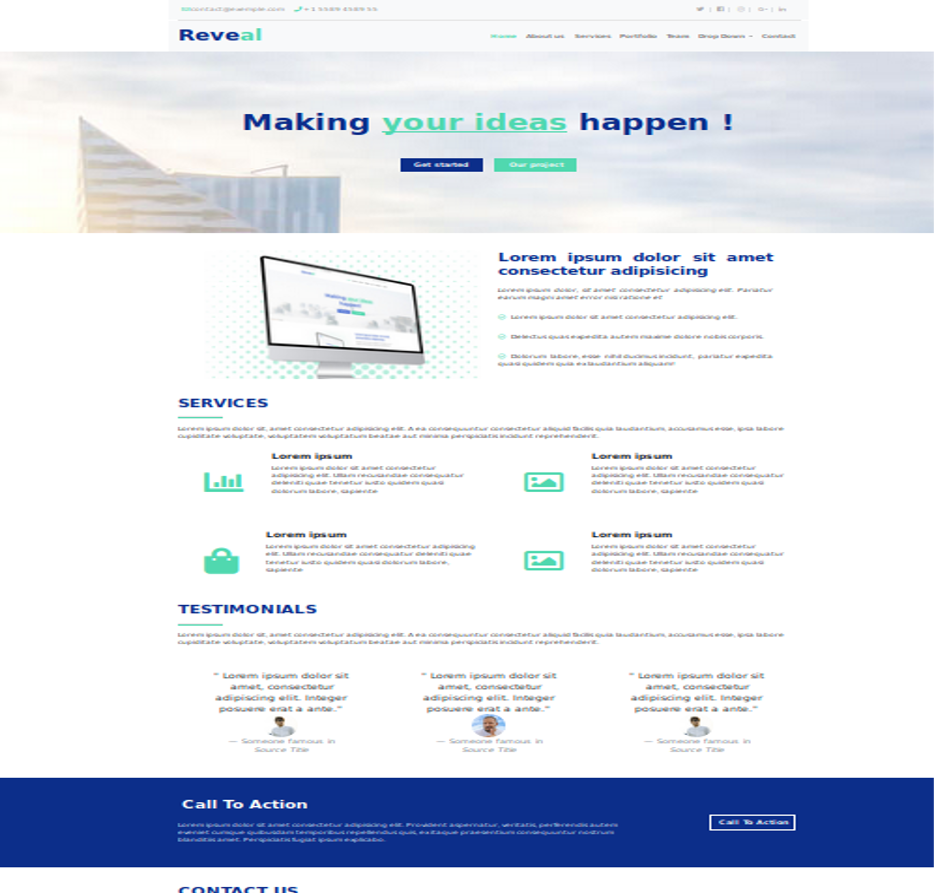 contact@exemple.com +1 5589 4589 55
G+
in
Reveal
Home About us Services Portfolio Team Drop Down Contact
Making your ideas happen !
Get started Our project
Lorem ipsum dolor sit amet
consectetur adipisicing
Lorem ipsum dolor, sit amet consectetur adipisicing elit. Pariatur
earum magni amet error nisi ratione et
Lorem ipsum dolor sit amet consectetur adipisicing elit.
Delectus quas expedita autem maxime dolore nobis corporis.
Dolorum labore, esse nihil ducimus incidunt, pariatur expedita
quasi quidem quia ex laudantium aliquam?
SERVICES
Lorem ipsum dolor sit, amet consectetur adipisicing elit. A ea consequuntur consectetur aliquid facilis quia laudantium, accusamus esse, ipsa labore
cupiditate voluptate, voluptatem voluptatum beatae aut minima perspiciatis incidunt reprehenderit.
Lorem ipsum
Lorem ipsum dolor sit amet consectetur
adipisicing elit. Ullam recusandae consequatur
deleniti quae tenetur iusto quidem quasi
dolorum labore, sapiente
Lorem ipsum
Lorem ipsum dolor sit amet consectetur
adipisicing elit. Ullam recusandae consequatur
deleniti quae tenetur iusto quidem quasi
dolorum labore, sapiente
Lorem ipsum
Lorem ipsum dolor sit amet consectetur adipisicing
elit. Ullam recusandae consequatur deleniti quae
tenetur iusto quidem quasi dolorum labore,
sapiente
Lorem ipsum
Lorem ipsum dolor sit amet consectetur
adipisicing elit. Ullam recusandae consequatur
deleniti quae tenetur iusto quidem quasi
dolorum labore, sapiente
TESTIMONIALS
Lorem ipsum dolor sit, amet consectetur adipisicing elit. A ea consequuntur consectetur aliquid facilis quia laudantium, accusamus esse, ipsa labore
cupiditate voluptate, voluptatem voluptatum beatae aut minima perspiciatis incidunt reprehenderit.
" Lorem ipsum dolor sit
amet, consectetur
adipiscing elit. Integer
posuere erat a ante."
— Someone famous in
Source Title
" Lorem ipsum dolor sit
amet, consectetur
adipiscing elit. Integer
posuere erat a ante."
— Someone famous in
Source Title
" Lorem ipsum dolor sit
amet, consectetur
adipiscing elit. Integer
posuere erat a ante."
— Someone famous in
Source Title
Call To Action
Lorem ipsum dolor sit amet consectetur adipisicing elit. Provident aspernatur, veritatis, perferendis autem
eveniet cumque quibusdam temporibus repellendus quis, ex itaque praesentium consequuntur nostrum
blanditiis amet. Perspiciatis fugiat ipsum explicabo.
Call To Action
CONTACT US